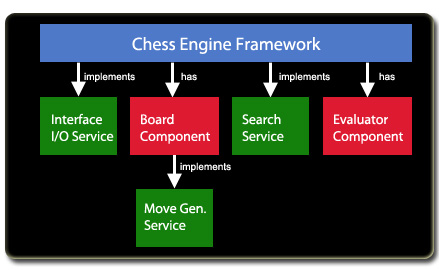 Chess Engine Framework
implements
has
implements
has
Interface
I/O Service
Board
Component
Search
Service
Evaluator
Component
implements
Move Gen.
Service